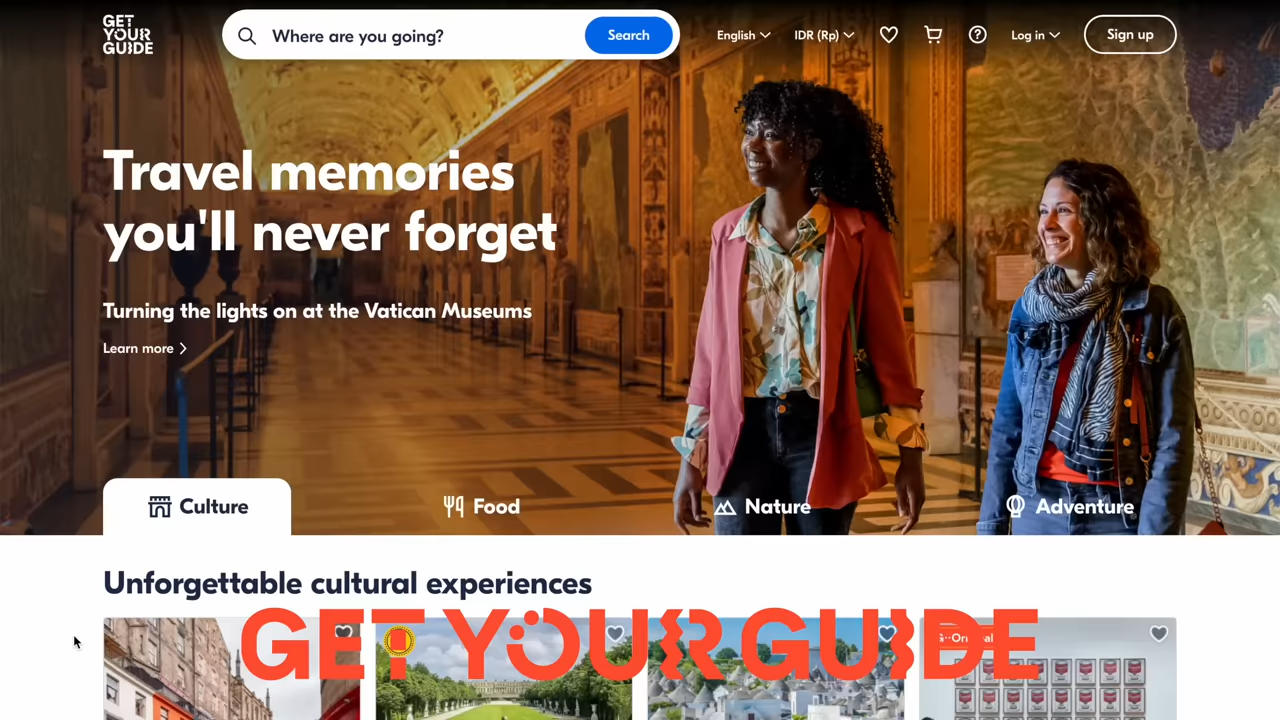 GET
YOUR
GUIDE
Where are you going?
Search
English
IDR (Rp)
Log in
Sign up
Travel memories
you'll never forget
Turning the lights on at the Vatican Museums
Learn more
Culture
Food
Nature
Adventure
Unforgettable cultural experiences
GET YOUR GUIDE